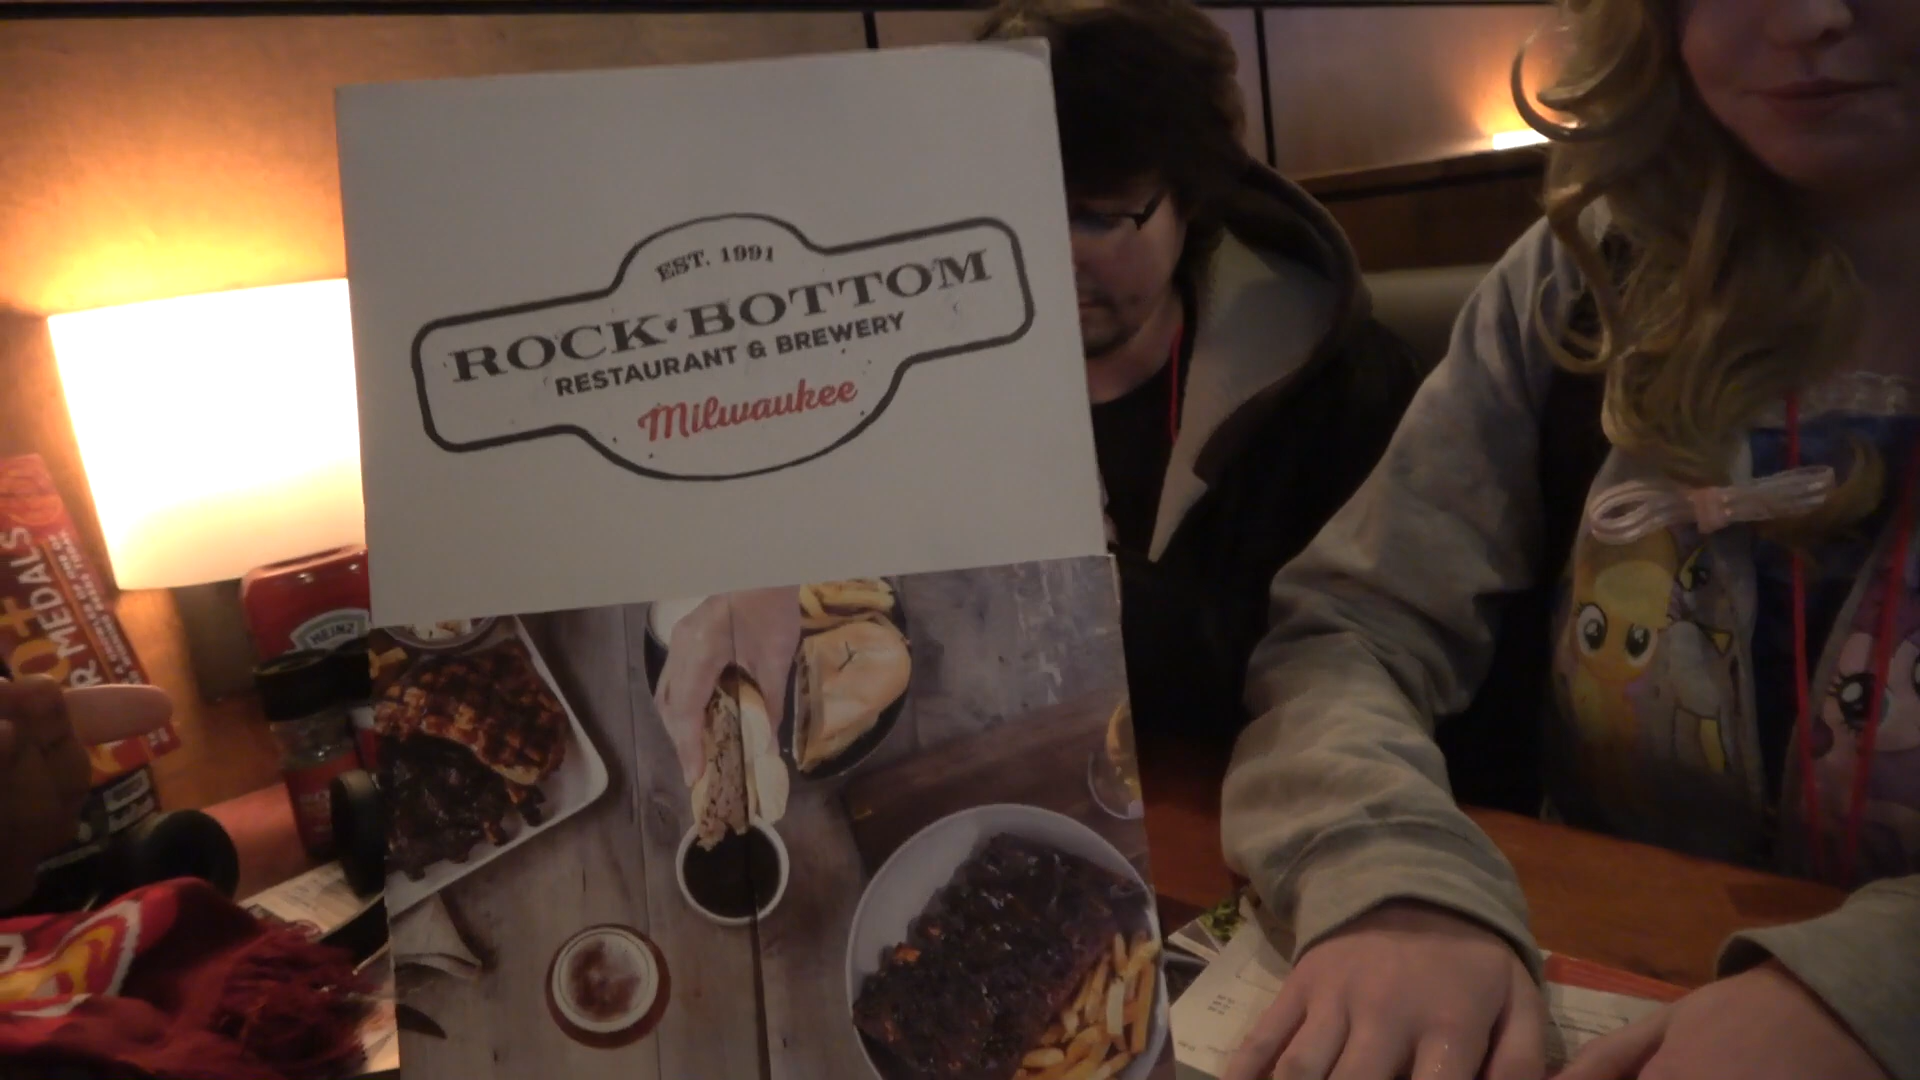 EST. 1991
ROCK BOTTOM
RESTAURANT & BREWERY
Milwaukee
HEINZ
MEDALS